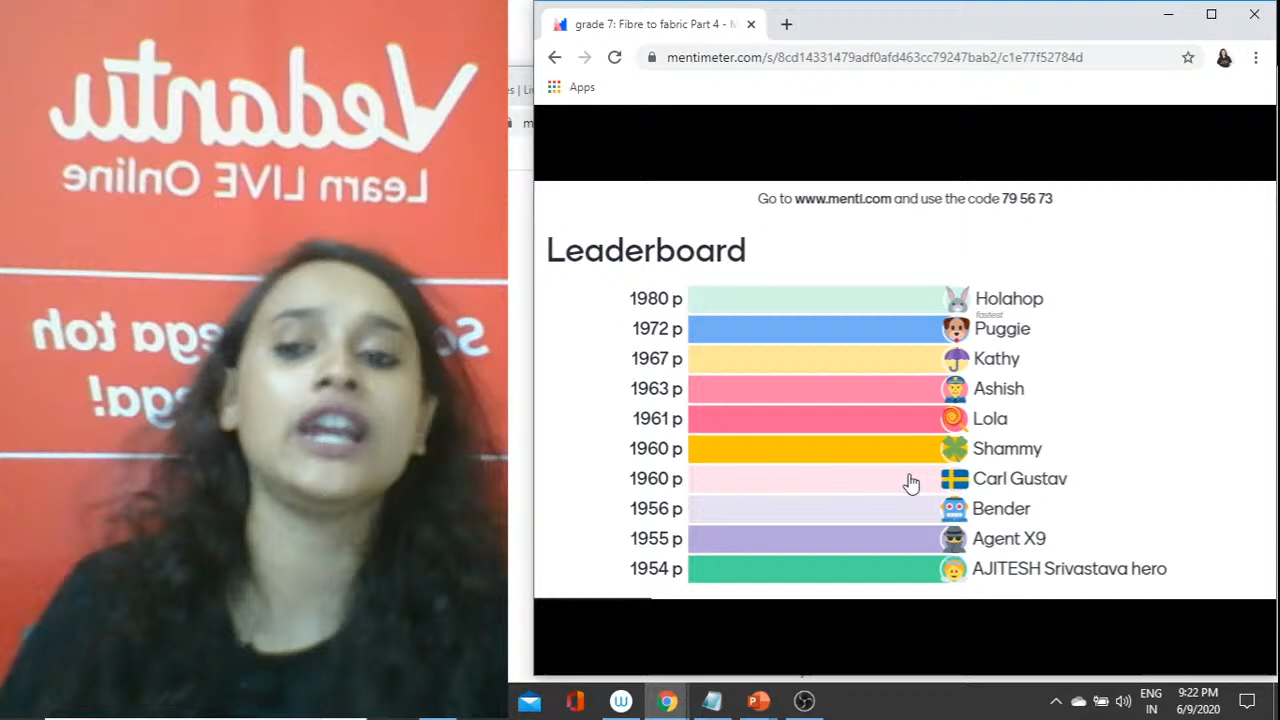 Vedantu
Learn LIVE Online
ega toh
ega!
grade 7: Fibre to fabric Part 4 - M
mentimeter.com/s/8cd14331479adf0afd463cc79247bab2/c1e77f52784d
Apps
Go to www.menti.com and use the code 79 56 73
Leaderboard
1980 p Holahop
fastest
1972 p Puggie
1967 p Kathy
1963 p Ashish
1961 p Lola
1960 p Shammy
1960 p Carl Gustav
1956 p Bender
1955 p Agent X9
1954 p AJITESH Srivastava hero
ENG 9:22 PM
IN 6/9/2020